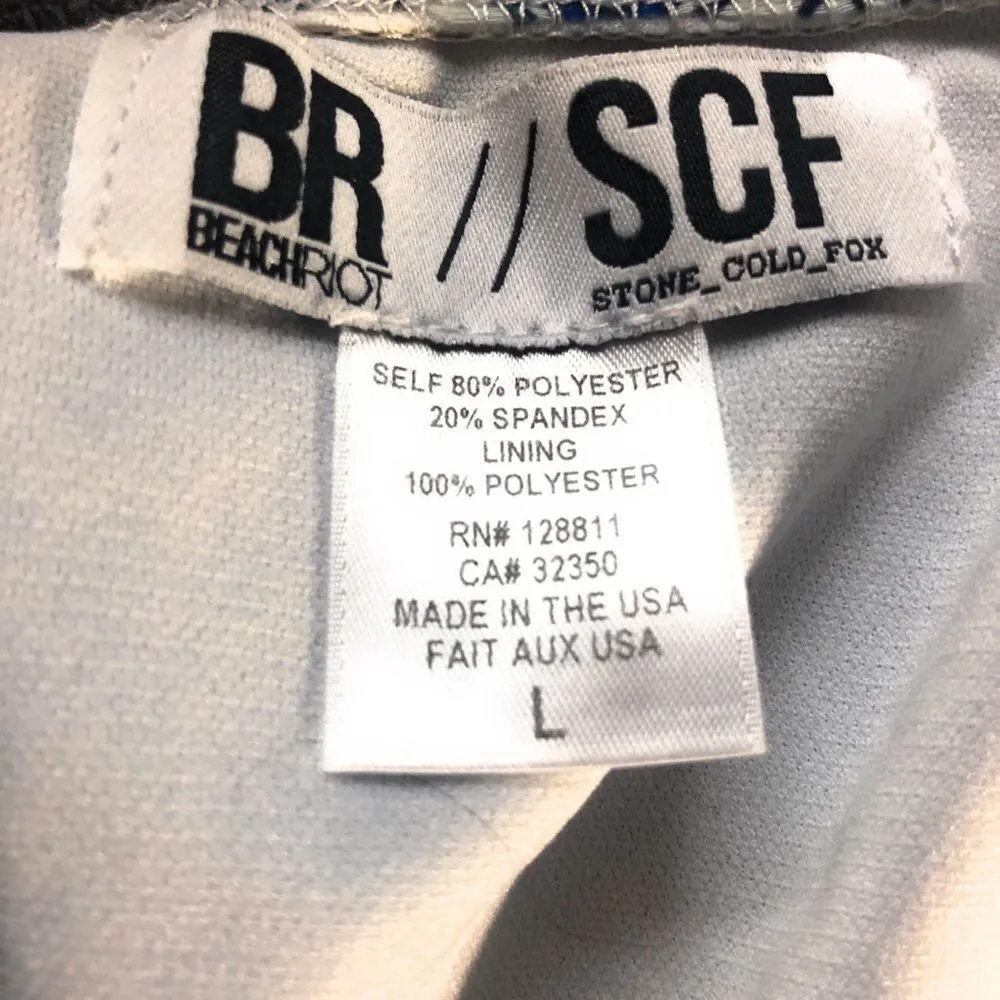 BR // SCF
BEACHRIOT
STONE_COLD_FOX
SELF 80% POLYESTER
20% SPANDEX
LINING
100% POLYESTER
RN# 128811
CA# 32350
MADE IN THE USA
FAIT AUX USA
L